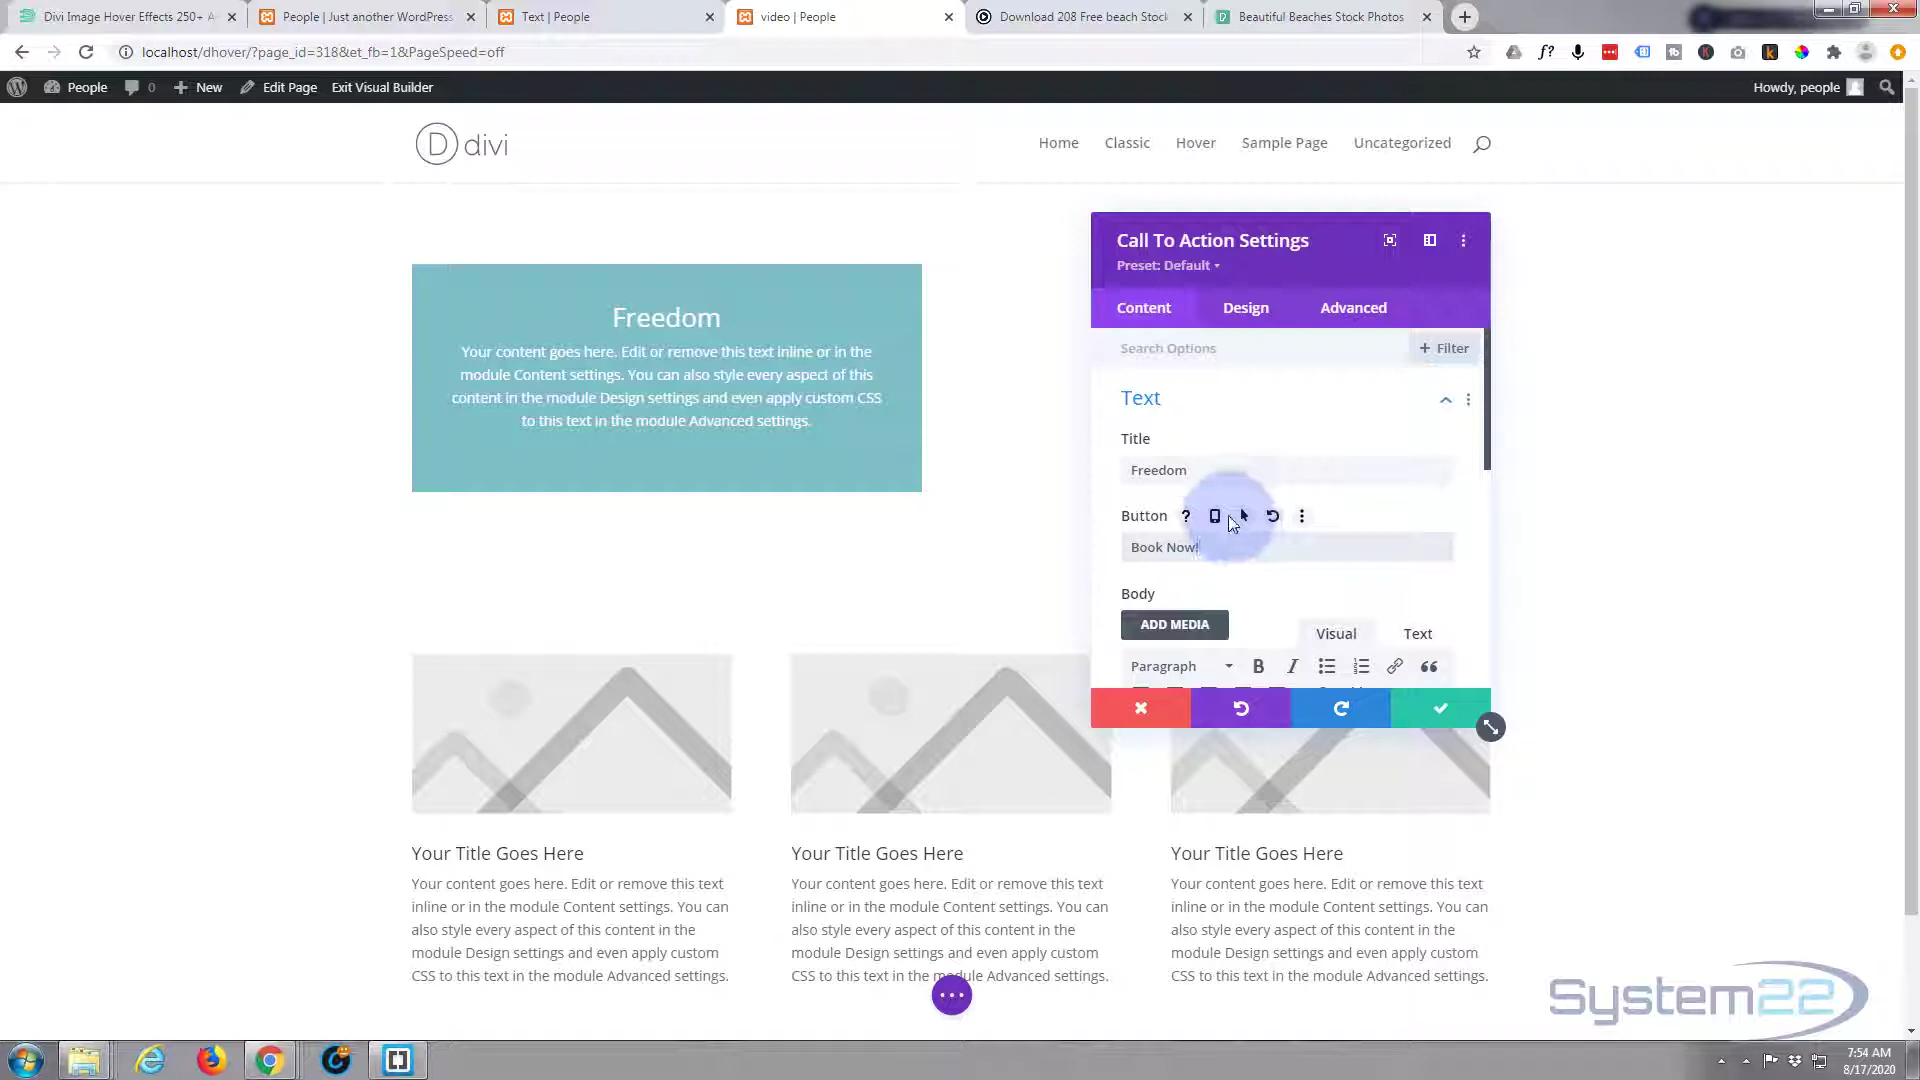 Divi Image Hover Effects 250+ A
People | Just another WordPress
Text | People
video | People
Download 208 Free beach Stock
Beautiful Beaches Stock Photos
localhost/dhover/?page_id=318&et_fb=1&PageSpeed=off
People
0
New
Edit Page
Exit Visual Builder
Howdy, people
D divi
Home
Classic
Hover
Sample Page
Uncategorized
Call To Action Settings
Preset: Default
Content
Design
Advanced
Search Options
+ Filter
Freedom
Your content goes here. Edit or remove this text inline or in the
module Content settings. You can also style every aspect of this
content in the module Design settings and even apply custom CSS
to this text in the module Advanced settings.
Text
Title
Freedom
Button
Book Now!
Body
ADD MEDIA
Visual
Text
Paragraph
B
I
Your Title Goes Here
Your content goes here. Edit or remove this text
inline or in the module Content settings. You can
also style every aspect of this content in the
module Design settings and even apply custom
CSS to this text in the module Advanced settings.
Your Title Goes Here
Your content goes here. Edit or remove this text
inline or in the module Content settings. You can
also style every aspect of this content in the
module Design settings and even apply custom
CSS to this text in the module Advanced settings.
Your Title Goes Here
Your content goes here. Edit or remove this text
inline or in the module Content settings. You can
also style every aspect of this content in the
module Design settings and even apply custom
CSS to this text in the module Advanced settings.
System22
7:54 AM
8/17/2020